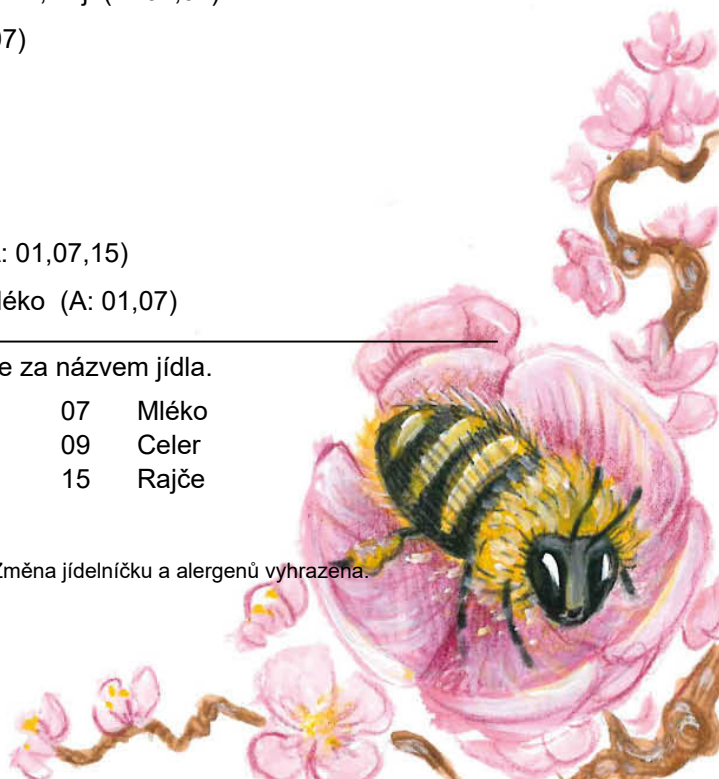 07)
: 01,07,15)
léko (A: 01,07)
e za názvem jídla.
07 Mléko
09 Celer
15 Rajče
Změna jídelníčku a alergenů vyhrazena.